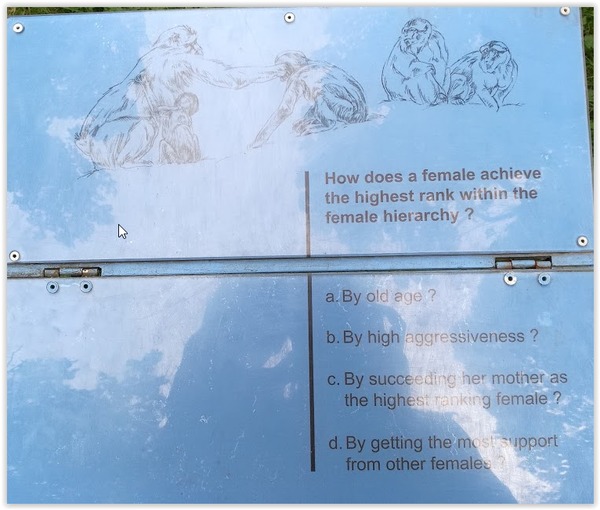 How does a female achieve
the highest rank within the
female hierarchy ?
a. By old age ?
b. By high aggressiveness ?
c. By succeeding her mother as
the highest ranking female ?
d. By getting the most support
from other females ?